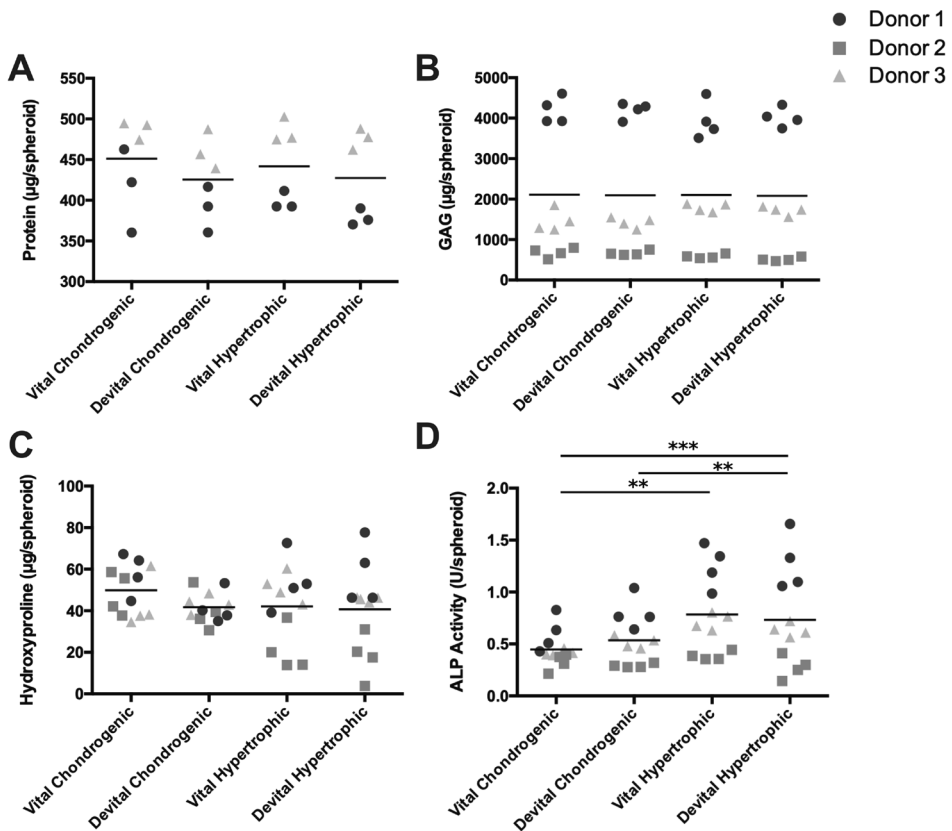 Donor 1
Donor 2
Donor 3
A
Protein (µg/spheroid)
550
500
450
400
350
300
Vital Chondrogenic
Devital Chondrogenic
Vital Hypertrophic
Devital Hypertrophic
B
GAG (µg/spheroid)
5000
4000
3000
2000
1000
0
Vital Chondrogenic
Devital Chondrogenic
Vital Hypertrophic
Devital Hypertrophic
C
Hydroxyproline (µg/spheroid)
100
80
60
40
20
0
Vital Chondrogenic
Devital Chondrogenic
Vital Hypertrophic
Devital Hypertrophic
D
***
**
**
ALP Activity (U/spheroid)
2.0
1.5
1.0
0.5
0.0
Vital Chondrogenic
Devital Chondrogenic
Vital Hypertrophic
Devital Hypertrophic